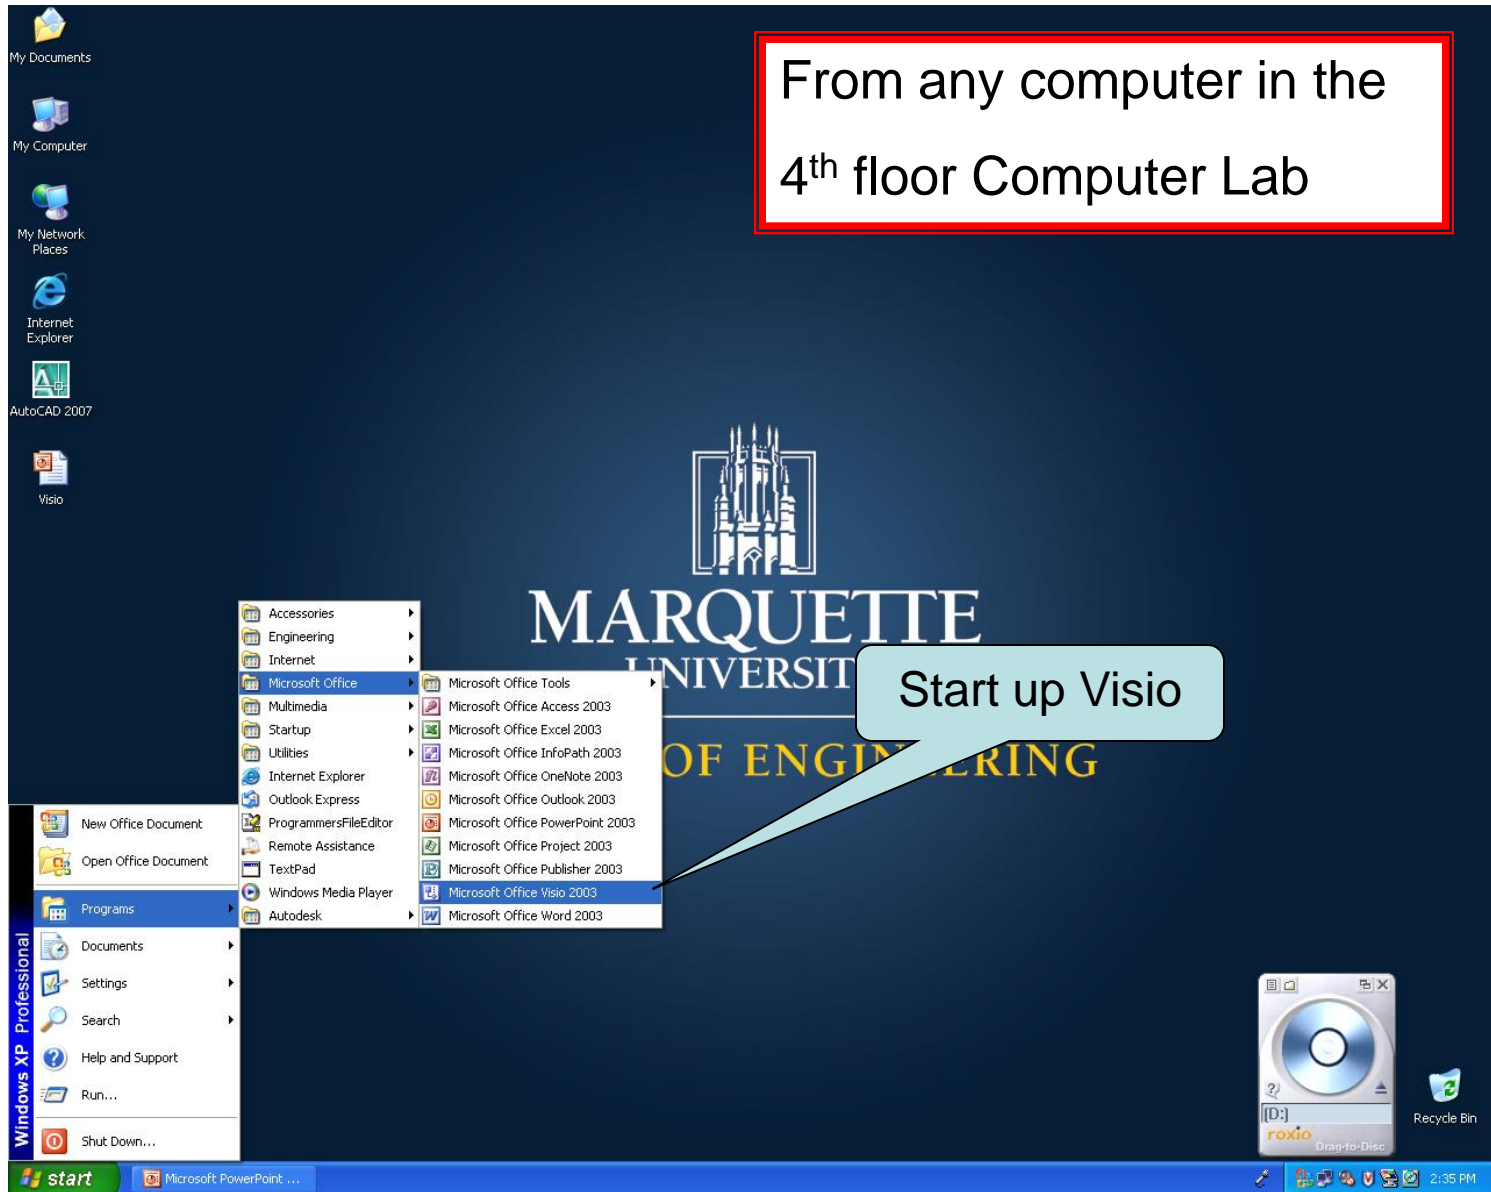 My Documents
My Computer
My Network
Places
Internet
Explorer
AutoCAD 2007
Visio
From any computer in the
4th floor Computer Lab
MARQUETTE
UNIVERSIT
OF ENGINEERING
Start up Visio
Accessories
Engineering
Internet
Microsoft Office
Multimedia
Startup
Utilities
Internet Explorer
Outlook Express
ProgrammersFileEditor
Remote Assistance
TextPad
Windows Media Player
Autodesk
Microsoft Office Tools
Microsoft Office Access 2003
Microsoft Office Excel 2003
Microsoft Office InfoPath 2003
Microsoft Office OneNote 2003
Microsoft Office Outlook 2003
Microsoft Office PowerPoint 2003
Microsoft Office Project 2003
Microsoft Office Publisher 2003
Microsoft Office Visio 2003
Microsoft Office Word 2003
New Office Document
Open Office Document
Programs
Documents
Settings
Search
Help and Support
Run...
Shut Down...
Windows XP Professional
(D:)
roxio
Drag-to-Disc
Recycle Bin
start
Microsoft PowerPoint ...
2:35 PM